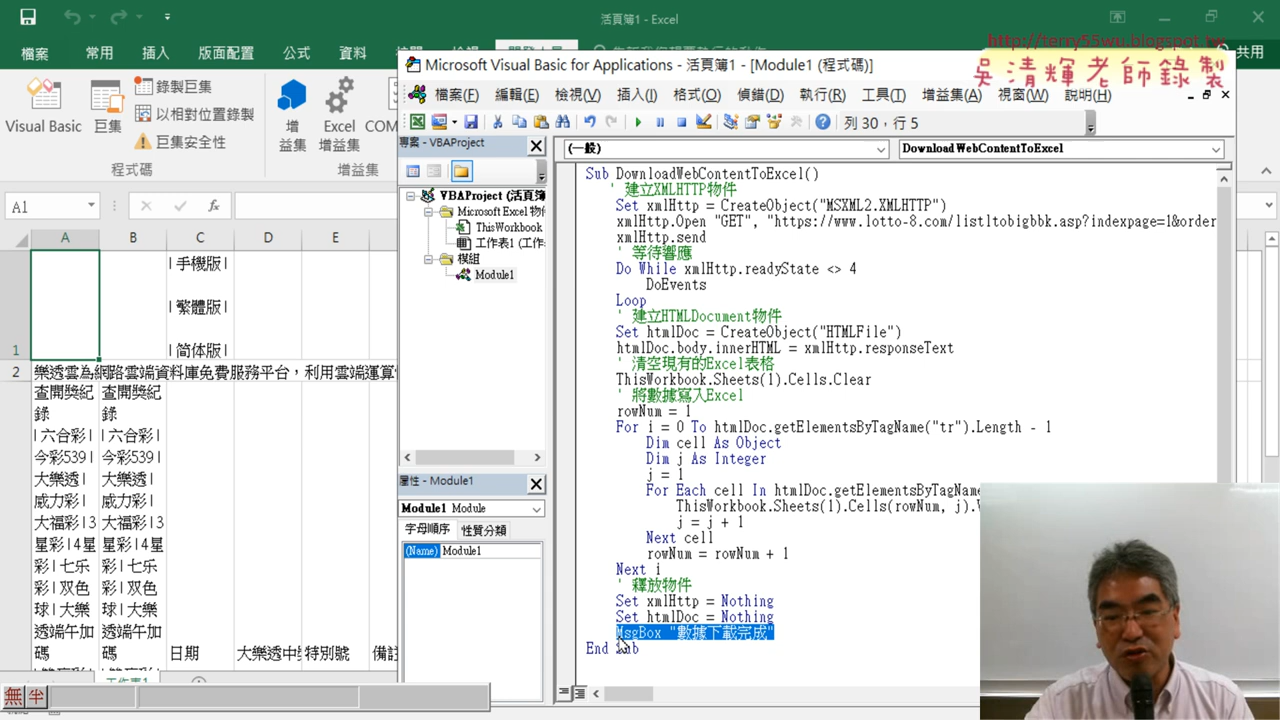 活頁簿1 - Excel
http://terry55wu.blogspot.tw
吳清輝老師錄製
檔案 常用 插入 版面配置 公式 資料
共用
Visual Basic
巨集
錄製巨集
以相對位置錄製
巨集安全性
程式碼
增益集
Excel 增益集
COM
增益集
A1
A B C D E
1
| 手機版 |
| 繁體版 |
| 简体版 |
2
樂透雲為網路雲端資料庫免費服務平台，利用雲端運算
查開獎紀錄
| 六合彩 |
今彩539 |
大樂透 |
威力彩 |
大福彩 | 3
星彩 | 4星
彩 | 七乐
彩 | 双色
球 | 大樂
透端午加
碼
查開獎紀錄
| 六合彩 |
今彩539 |
大樂透 |
威力彩 |
大福彩 | 3
星彩 | 4星
彩 | 七乐
彩 | 双色
球 | 大樂
透端午加
碼
日期 大樂透中 特別號 備註
工作表1
無 半
Microsoft Visual Basic for Applications - 活頁簿1 - [Module1 (程式碼)]
檔案(F) 編輯(E) 檢視(V) 插入(I) 格式(O) 偵錯(D) 執行(R) 工具(T) 增益集(A) 視窗(W) 說明(H)
列 30，行 5
專案 - VBAProject
VBAProject (活頁簿
Microsoft Excel 物件
ThisWorkbook
工作表1 (工作
模組
Module1
屬性 - Module1
Module1 Module
字母順序 性質分類
(Name) Module1
(一般) DownloadWebContentToExcel
Sub DownloadWebContentToExcel()
' 建立XMLHTTP物件
Set xmlHttp = CreateObject("MSXML2.XMLHTTP")
xmlHttp.Open "GET", "https://www.lotto-8.com/listltobigbbk.asp?indexpage=1&order
xmlHttp.send
' 等待響應
Do While xmlHttp.readyState <> 4
DoEvents
Loop
' 建立HTMLDocument物件
Set htmlDoc = CreateObject("HTMLFile")
htmlDoc.body.innerHTML = xmlHttp.responseText
' 清空現有的Excel表格
ThisWorkbook.Sheets(1).Cells.Clear
' 將數據寫入Excel
rowNum = 1
For i = 0 To htmlDoc.getElementsByTagName("tr").Length - 1
Dim cell As Object
Dim j As Integer
j = 1
For Each cell In htmlDoc.getElementsByTagName
ThisWorkbook.Sheets(1).Cells(rowNum, j).
j = j + 1
Next cell
rowNum = rowNum + 1
Next i
' 釋放物件
Set xmlHttp = Nothing
Set htmlDoc = Nothing
MsgBox "數據下載完成"
End Sub